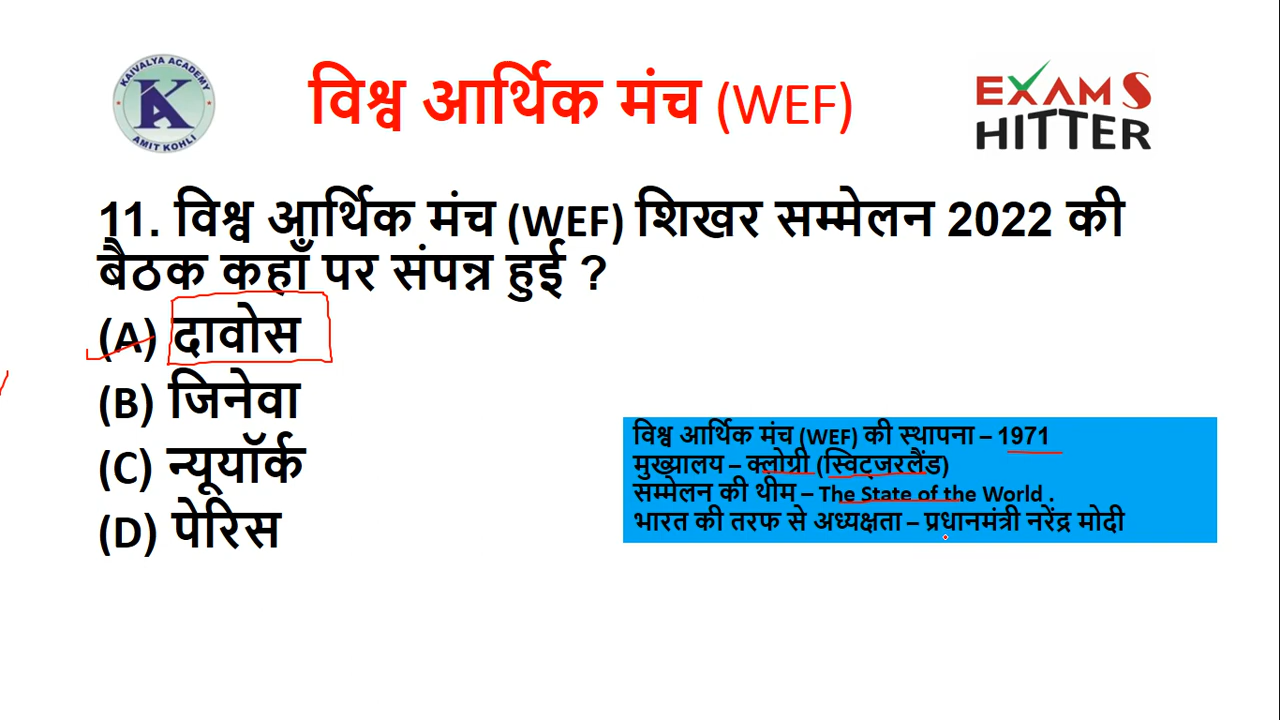 KAIVALYA ACADEMY
KA
AMIT KOHLI
विश्व आर्थिक मंच (WEF)
EXAMS
HITTER
11. विश्व आर्थिक मंच (WEF) शिखर सम्मेलन 2022 की
बैठक कहाँ पर संपन्न हुई ?
(A) दावोस
(B) जिनेवा
(C) न्यूयॉर्क
(D) पेरिस
विश्व आर्थिक मंच (WEF) की स्थापना – 1971
मुख्यालय – क्लोग्री (स्विट्जरलैंड)
सम्मेलन की थीम – The State of the World .
भारत की तरफ से अध्यक्षता – प्रधानमंत्री नरेंद्र मोदी